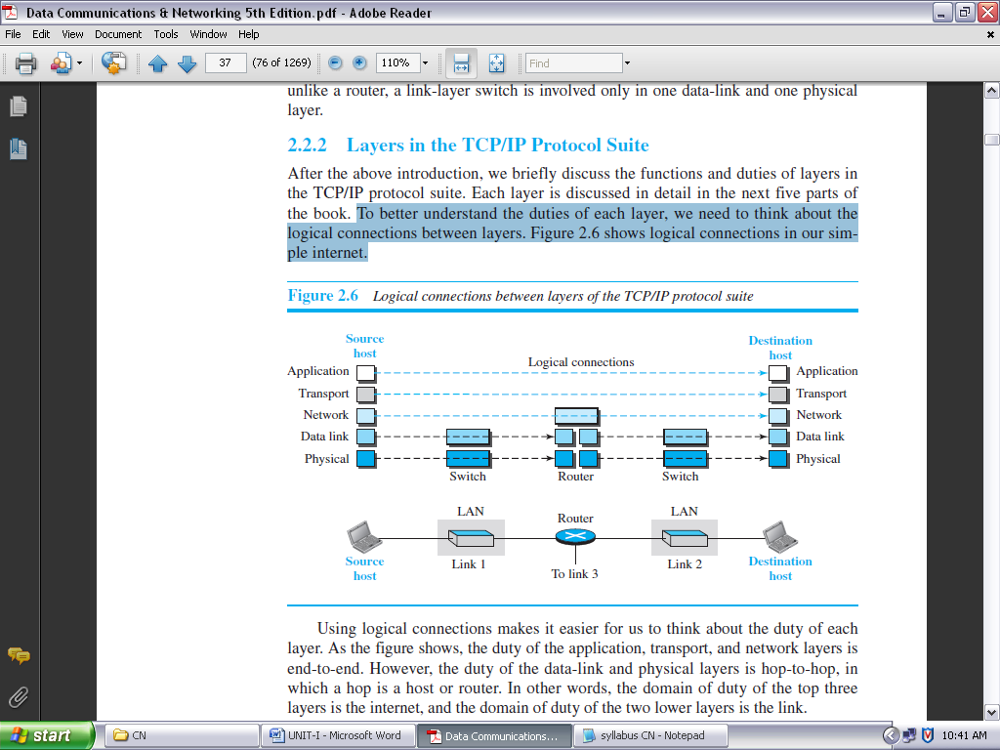 Data Communications & Networking 5th Edition.pdf - Adobe Reader
File Edit View Document Tools Window Help
37 (76 of 1269) 110% Find
unlike a router, a link-layer switch is involved only in one data-link and one physical
layer.
2.2.2 Layers in the TCP/IP Protocol Suite
After the above introduction, we briefly discuss the functions and duties of layers in
the TCP/IP protocol suite. Each layer is discussed in detail in the next five parts of
the book. To better understand the duties of each layer, we need to think about the
logical connections between layers. Figure 2.6 shows logical connections in our sim-
ple internet.
Figure 2.6 Logical connections between layers of the TCP/IP protocol suite
Source
host
Destination
host
Logical connections
Application Application
Transport Transport
Network Network
Data link Data link
Physical Physical
Switch Router Switch
LAN Router LAN
Source
host
Link 1
To link 3
Link 2
Destination
host
Using logical connections makes it easier for us to think about the duty of each
layer. As the figure shows, the duty of the application, transport, and network layers is
end-to-end. However, the duty of the data-link and physical layers is hop-to-hop, in
which a hop is a host or router. In other words, the domain of duty of the top three
layers is the internet, and the domain of duty of the two lower layers is the link.
start CN UNIT-I - Microsoft Word Data Communications... syllabus CN - Notepad 10:41 AM